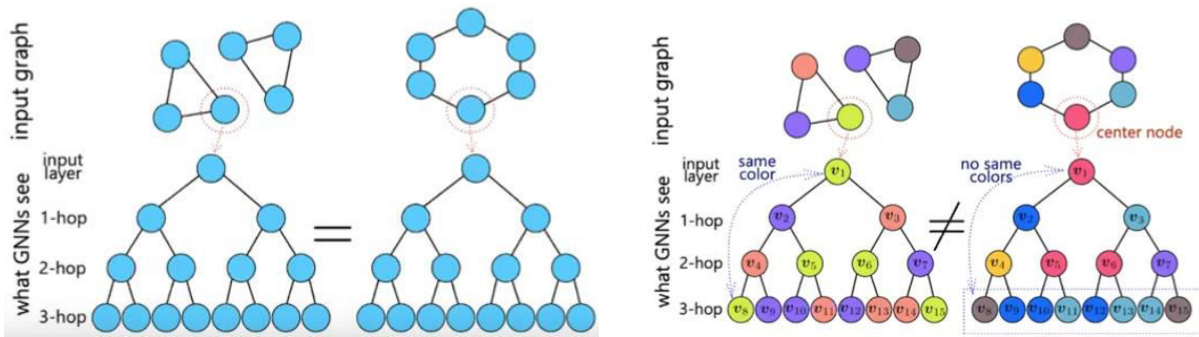 input graph
what GNNs see
input
layer
1-hop
2-hop
3-hop
=
input graph
what GNNs see
center node
input
layer
same
color
no same
colors
1-hop
2-hop
3-hop
v1
v2 v3
v4 v5 v6 v7
v8 v9 v10 v11 v12 v13 v14 v15
≠
v1
v2 v3
v4 v5 v6 v7
v8 v9 v10 v11 v12 v13 v14 v15